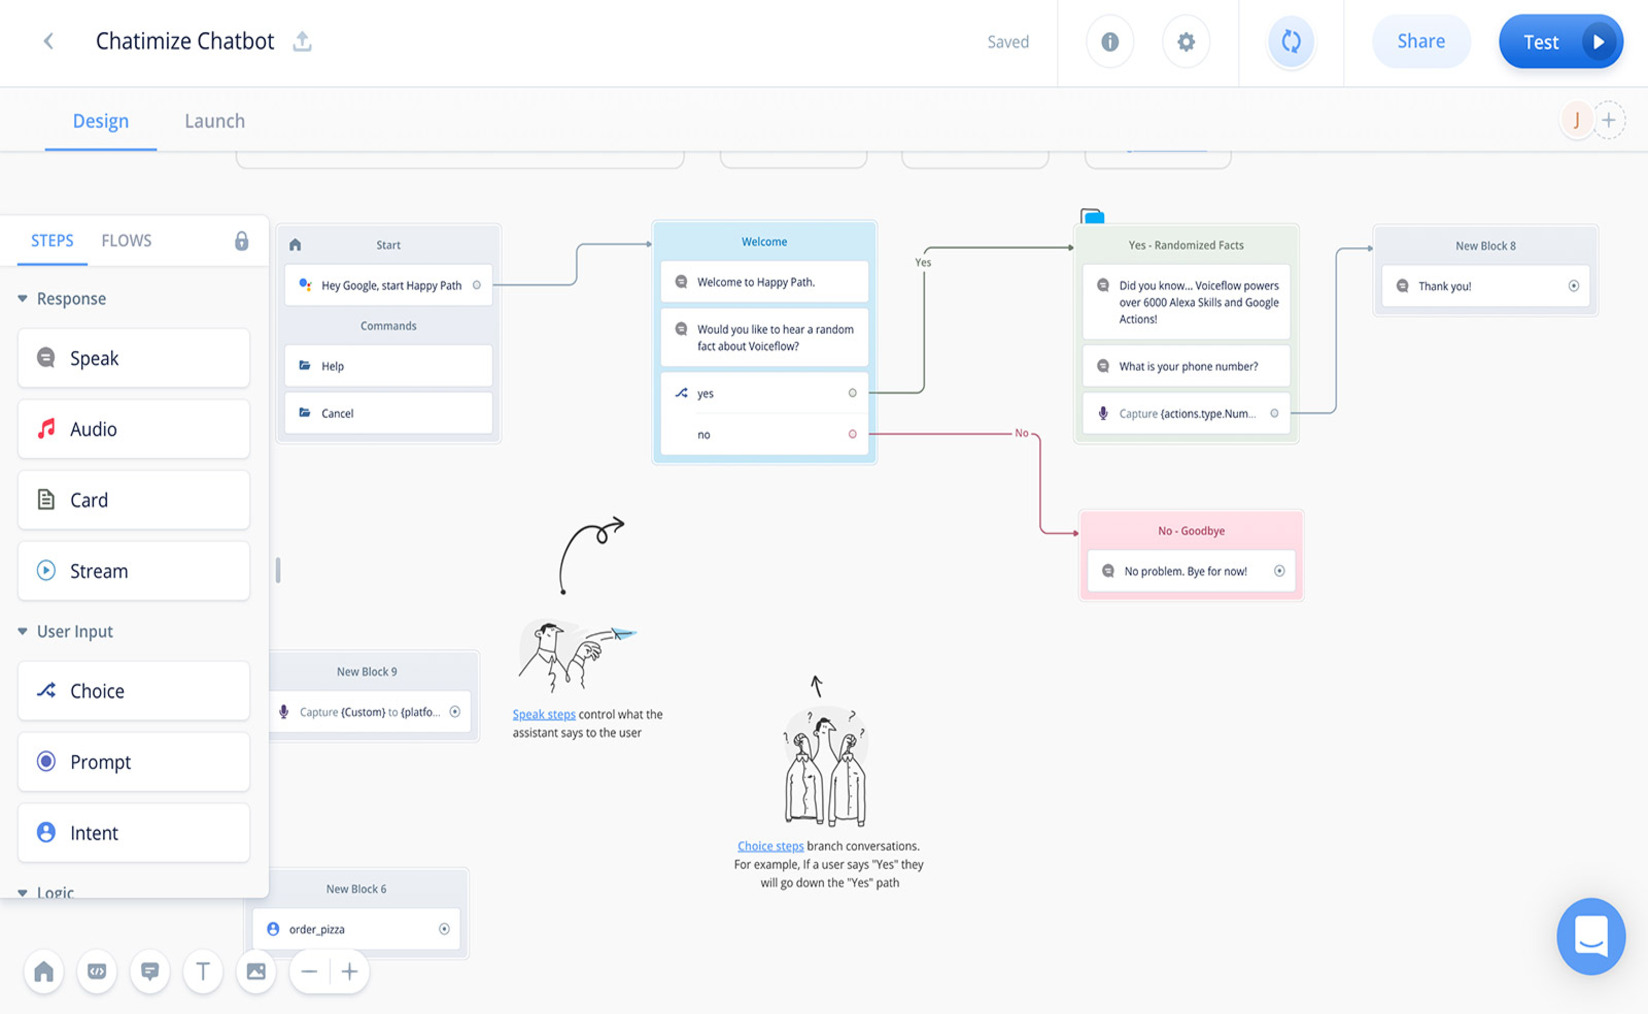 Chatimize Chatbot
Saved
Share
Test
Design
Launch
J
STEPS
FLOWS
Response
Speak
Audio
Card
Stream
User Input
Choice
Prompt
Intent
Logic
Start
Hey Google, start Happy Path
Commands
Help
Cancel
Welcome
Welcome to Happy Path.
Would you like to hear a random
fact about Voiceflow?
yes
no
Yes
No
Yes - Randomized Facts
Did you know... Voiceflow powers
over 6000 Alexa Skills and Google
Actions!
What is your phone number?
Capture {actions.type.Num...
New Block 8
Thank you!
No - Goodbye
No problem. Bye for now!
New Block 9
Capture {Custom} to {platfo...
Speak steps control what the
assistant says to the user
Choice steps branch conversations.
For example, If a user says "Yes" they
will go down the "Yes" path
New Block 6
order_pizza
T